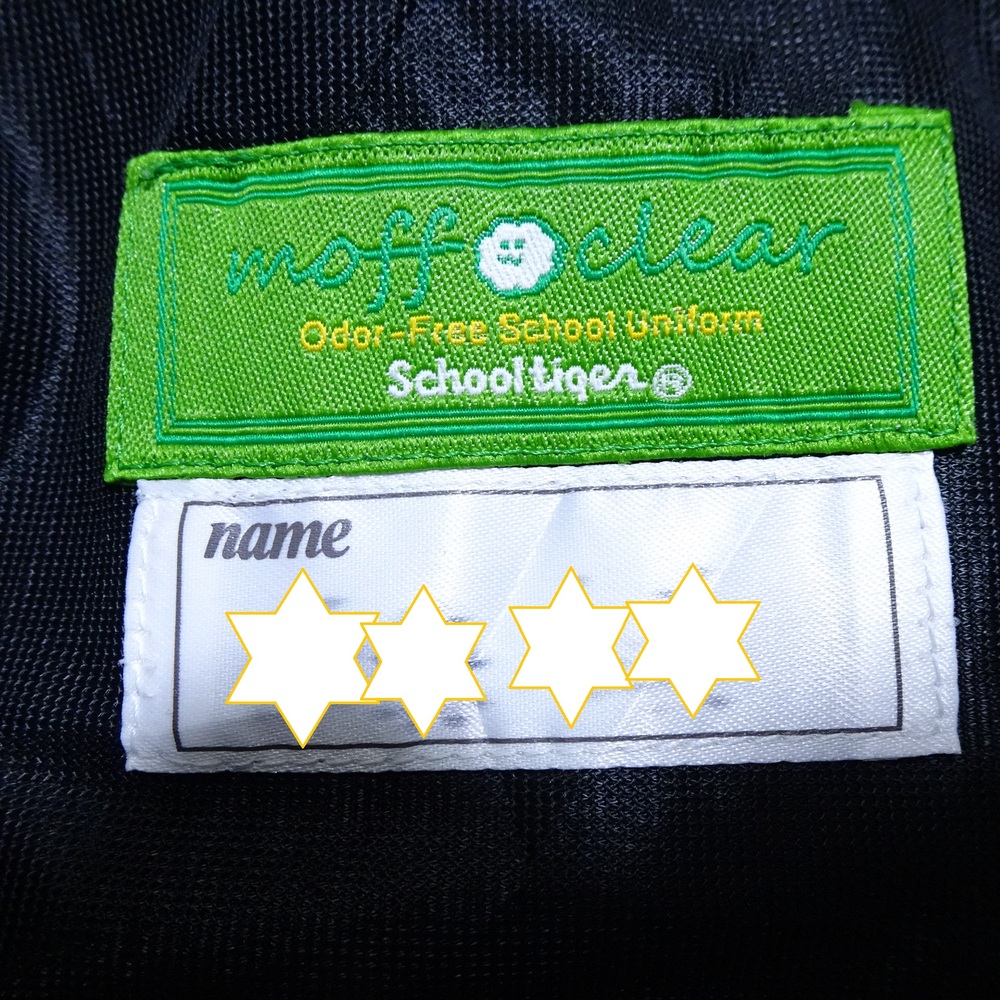 moff clear
Odor-Free School Uniform
Schooltiger®
name